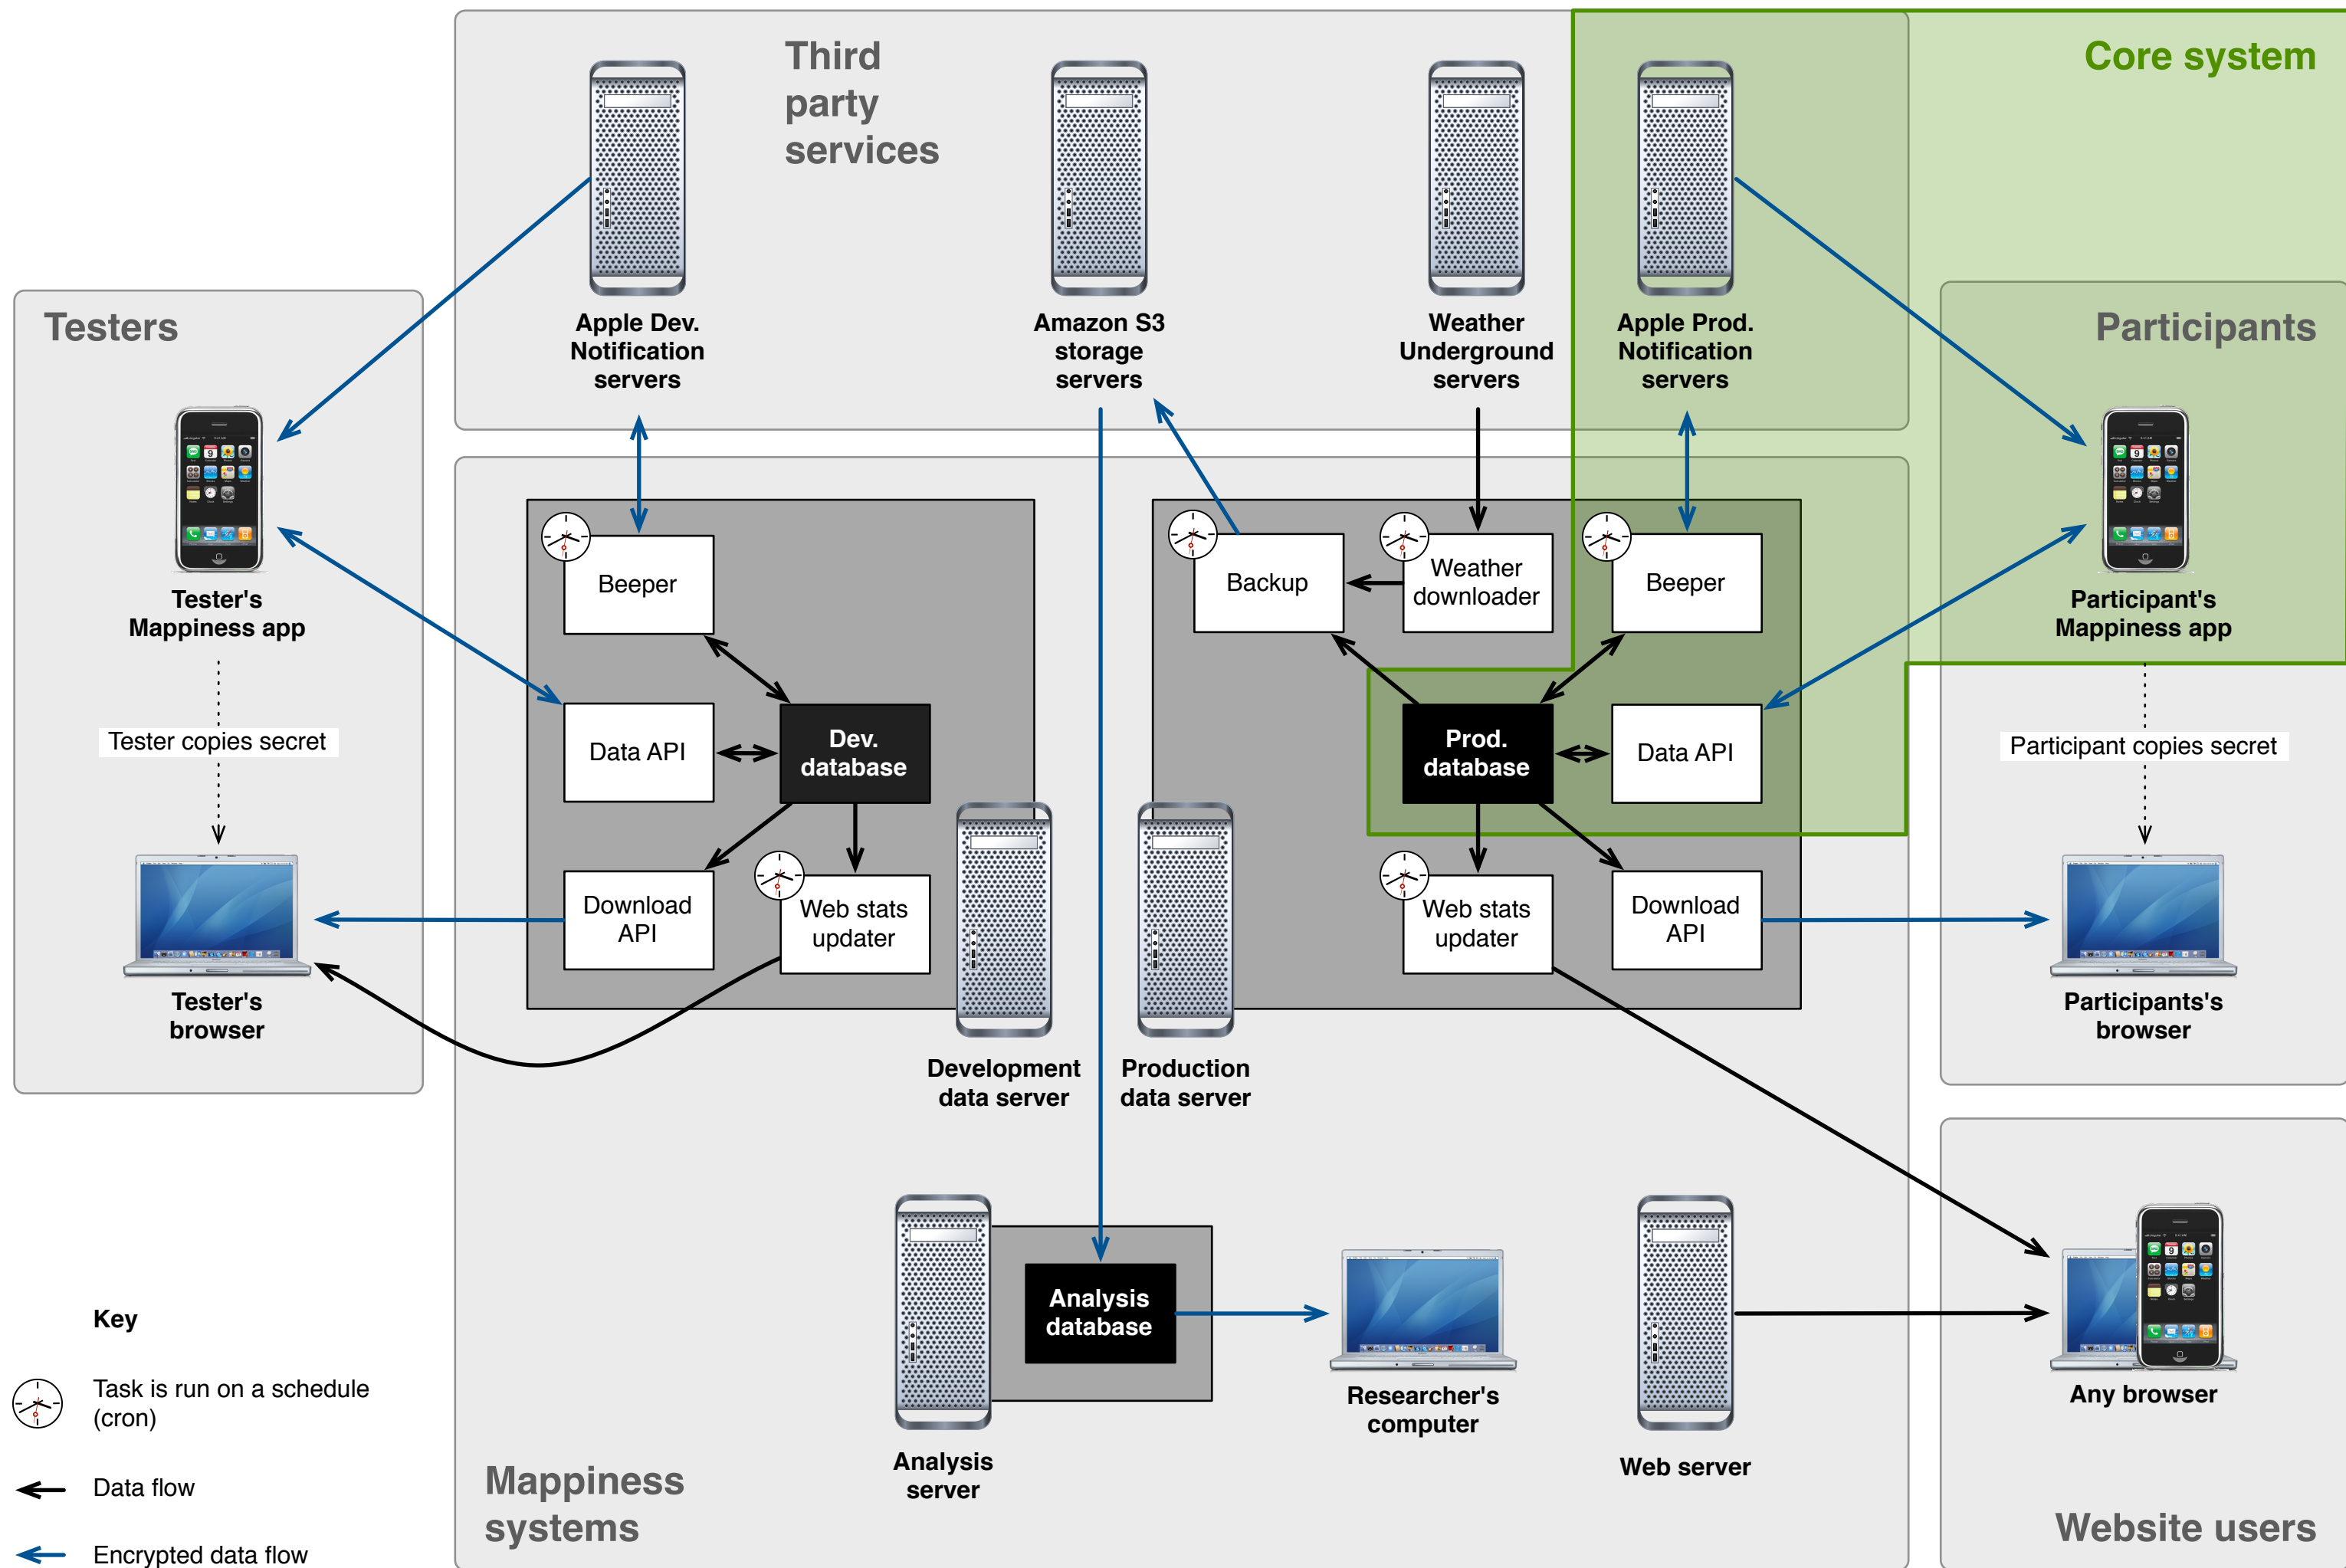 Third
party
services
Core system
Testers
Participants
Apple Dev.
Notification
servers
Amazon S3
storage
servers
Weather
Underground
servers
Apple Prod.
Notification
servers
Tester's
Mappiness app
Participant's
Mappiness app
Beeper
Backup
Weather
downloader
Beeper
Tester copies secret
Data API
Dev.
database
Prod.
database
Data API
Participant copies secret
Download
API
Web stats
updater
Web stats
updater
Download
API
Tester's
browser
Participants's
browser
Development
data server
Production
data server
Analysis
database
Key
Task is run on a schedule
(cron)
Data flow
Encrypted data flow
Analysis
server
Researcher's
computer
Web server
Any browser
Mappiness
systems
Website users